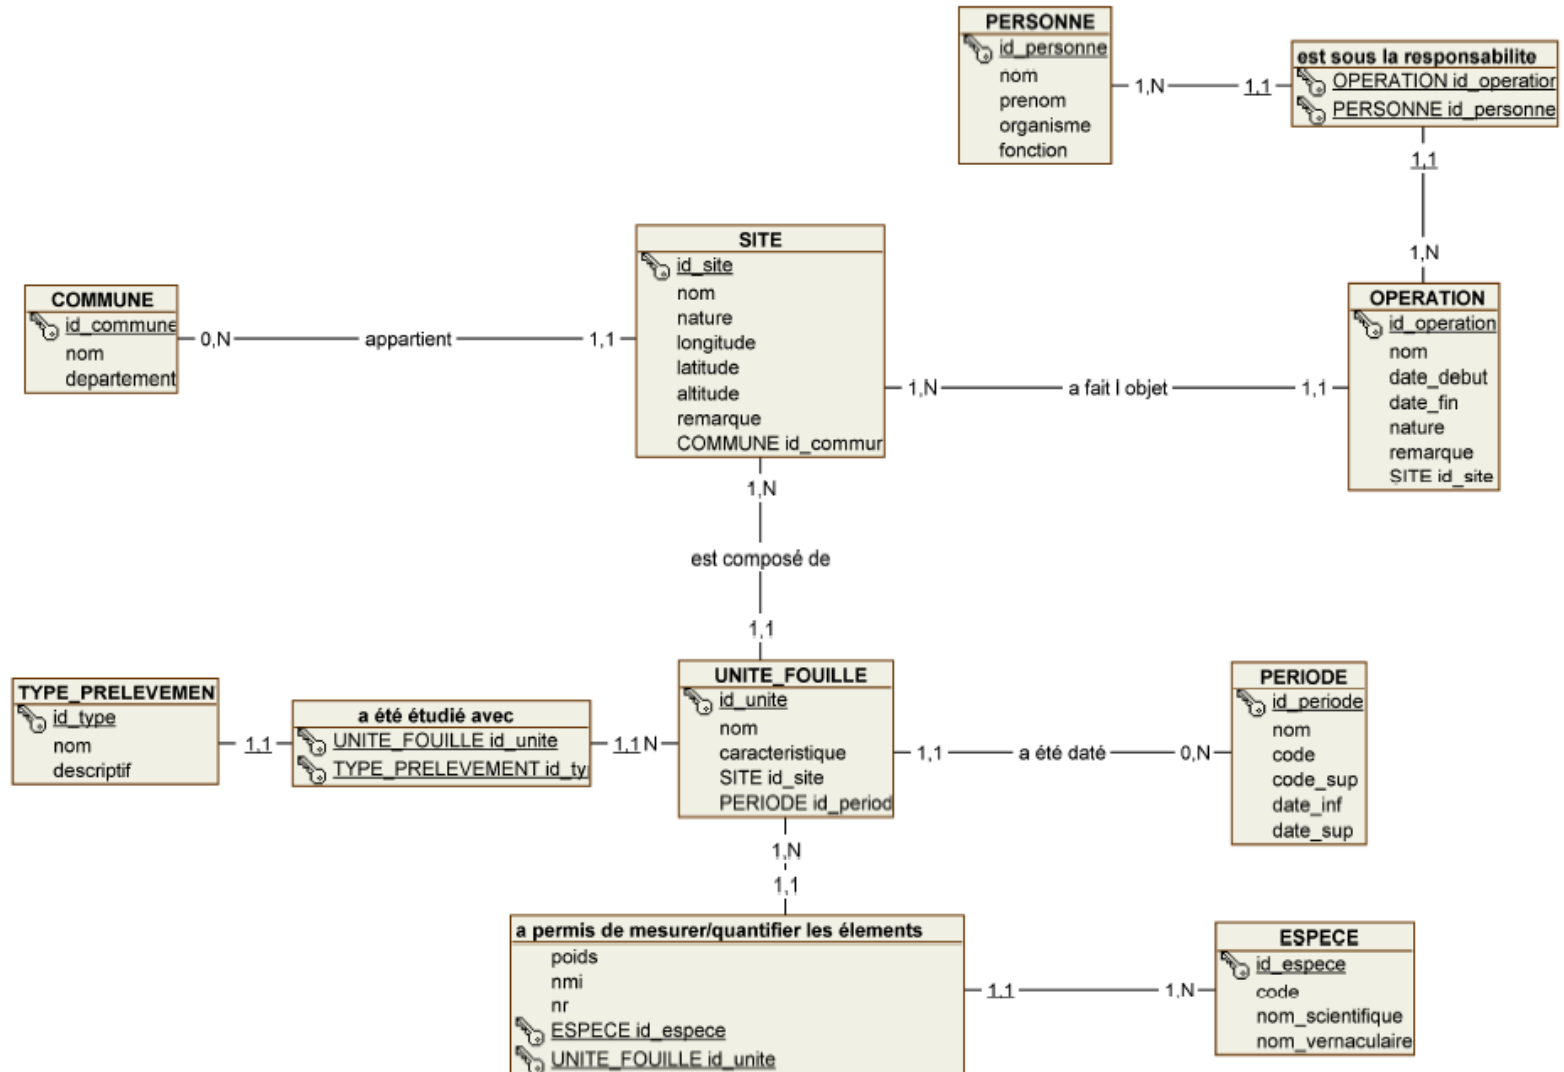 PERSONNE
id_personne
nom
prenom
organisme
fonction
1,N
1,1
est sous la responsabilite
OPERATION id_operation
PERSONNE id_personne
1,1
1,N
SITE
id_site
nom
nature
longitude
latitude
altitude
remarque
COMMUNE id_commur
COMMUNE
id_commune
nom
departement
0,N
appartient
1,1
1,N
a fait l objet
1,1
OPERATION
id_operation
nom
date_debut
date_fin
nature
remarque
SITE id_site
1,N
est composé de
1,1
TYPE_PRELEVEMEN
id_type
nom
descriptif
1,1
a été étudié avec
UNITE_FOUILLE id_unite
TYPE_PRELEVEMENT id_ty
1,1 N
UNITE_FOUILLE
id_unite
nom
caracteristique
SITE id_site
PERIODE id_period
1,1
a été daté
0,N
PERIODE
id_periode
nom
code
code_sup
date_inf
date_sup
1,N
1,1
a permis de mesurer/quantifier les élements
poids
nmi
nr
ESPECE id_espece
UNITE_FOUILLE id_unite
1,1
1,N
ESPECE
id_espece
code
nom_scientifique
nom_vernaculaire